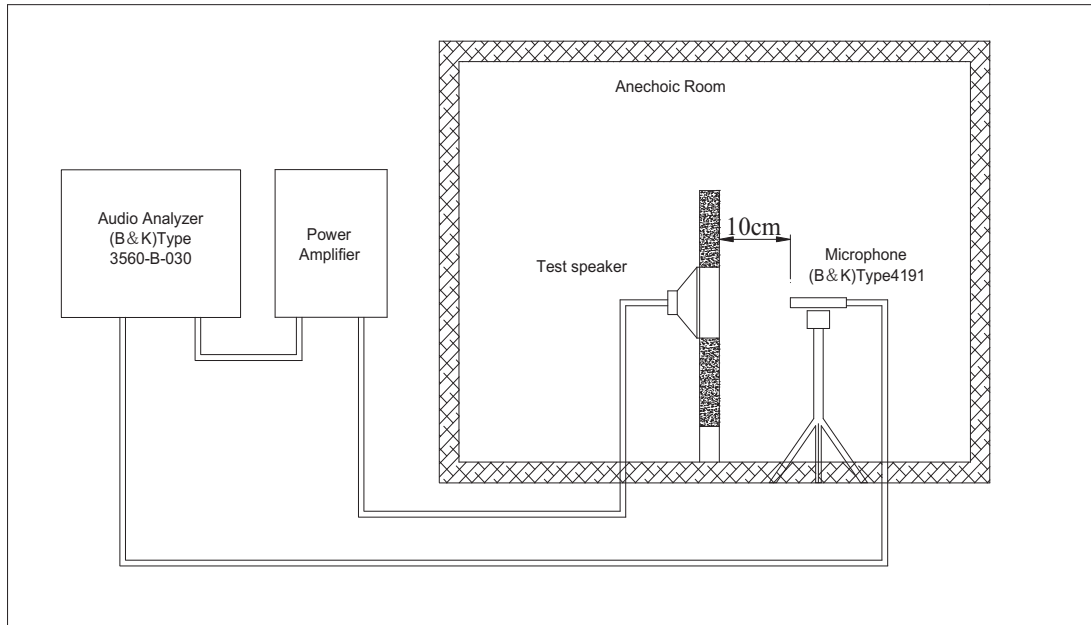 Anechoic Room
Audio Analyzer
(B&K)Type
3560-B-030
Power
Amplifier
Test speaker
10cm
Microphone
(B&K)Type4191